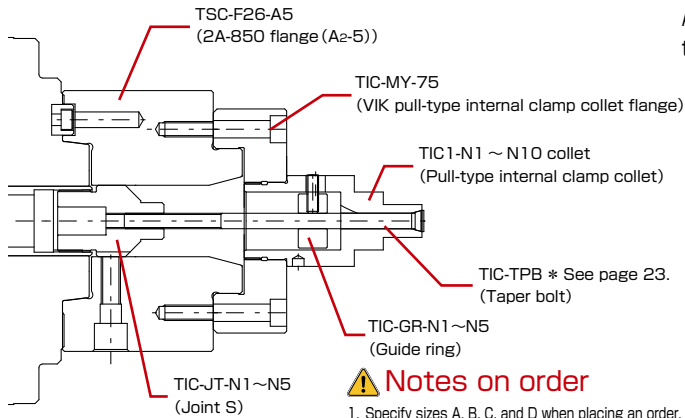 TSC-F26-A5
(2A-850 flange (A2-5))
TIC-MY-75
(VIK pull-type internal clamp collet flange)
TIC1-N1 ~ N10 collet
(Pull-type internal clamp collet)
TIC-TPB * See page 23.
(Taper bolt)
TIC-GR-N1~N5
(Guide ring)
TIC-JT-N1~N5
(Joint S)
Notes on order
1. Specify sizes A, B, C, and D when placing an order.